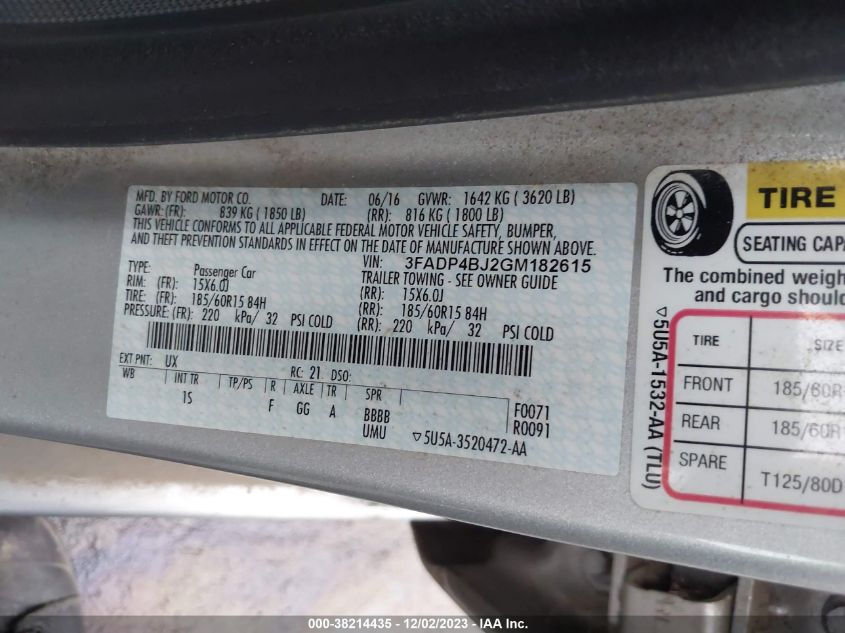 MFD. BY FORD MOTOR CO. DATE: 06/16 GVWR: 1642 KG ( 3620 LB)
GAWR: (FR): 839 KG ( 1850 LB) (RR): 816 KG ( 1800 LB)
THIS VEHICLE CONFORMS TO ALL APPLICABLE FEDERAL MOTOR VEHICLE SAFETY, BUMPER,
AND THEFT PREVENTION STANDARDS IN EFFECT ON THE DATE OF MANUFACTURE SHOWN ABOVE.
VIN: 3FADP4BJ2GM182615
TYPE: Passenger Car TRAILER TOWING - SEE OWNER GUIDE
RIM: (FR): 15X6.0J (RR): 15X6.0J
TIRE: (FR): 185/60R15 84H (RR): 185/60R15 84H
PRESSURE: (FR): 220 kPa/ 32 PSI COLD (RR): 220 kPa/ 32 PSI COLD
EXT PNT: UX RC: 21 DSO:
WB INT TR TP/PS R AXLE TR SPR
1S F GG A BBBB F0071
UMU R0091
5U5A-3520472-AA
TIRE
SEATING CAPA
The combined weigh
and cargo shoul
5U5A-1532-AA (TLU)
TIRE SIZE
FRONT 185/60R
REAR 185/60R
SPARE T125/80D
000-38214435 - 12/02/2023 - IAA Inc.